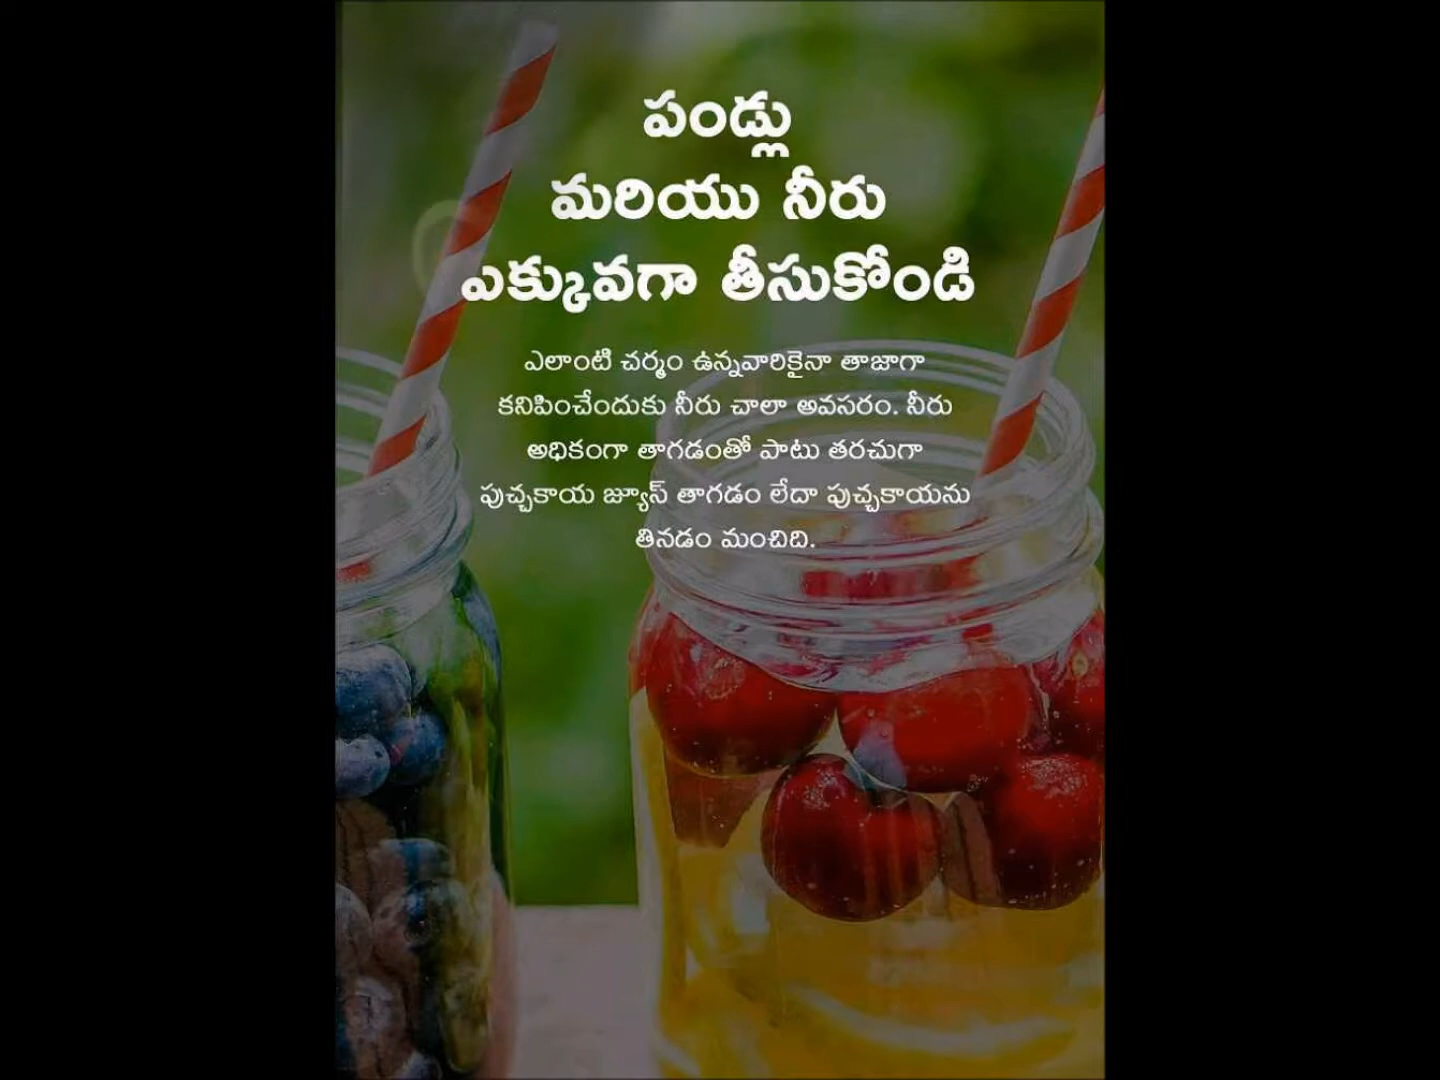 పండ్లు
మరియు నీరు
ఎక్కువగా తీసుకోండి
ఎలాంటి చర్మం ఉన్నవారికైనా తాజాగా
కనిపించేందుకు నీరు చాలా అవసరం. నీరు
అధికంగా తాగడంతో పాటు తరచుగా
పుచ్చకాయ జ్యూస్ తాగడం లేదా పుచ్చకాయను
తినడం మంచిది.